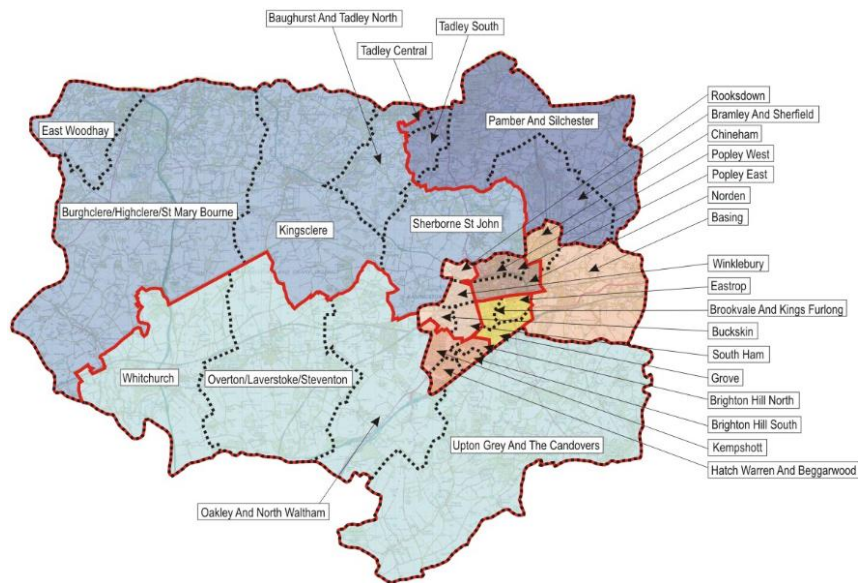 Baughurst And Tadley North
Tadley South
Tadley Central
East Woodhay
Pamber And Silchester
Rooksdown
Bramley And Sherfield
Chineham
Popley West
Popley East
Norden
Basing
Burghclere/Highclere/St Mary Bourne
Kingsclere
Sherborne St John
Winklebury
Eastrop
Brookvale And Kings Furlong
Buckskin
South Ham
Grove
Brighton Hill North
Brighton Hill South
Kempshott
Hatch Warren And Beggarwood
Whitchurch
Overton/Laverstoke/Steventon
Upton Grey And The Candovers
Oakley And North Waltham